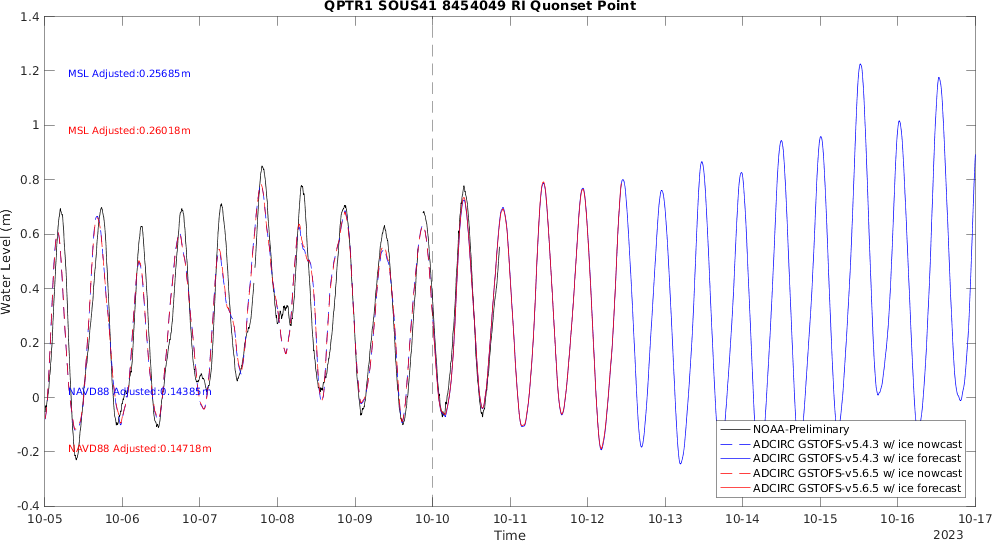 QPTR1 SOUS41 8454049 RI Quonset Point
1.4
1.2
1
0.8
0.6
0.4
0.2
0
-0.2
-0.4
Water Level (m)
MSL Adjusted:0.25685m
MSL Adjusted:0.26018m
NAVD88 Adjusted:0.14385m
NAVD88 Adjusted:0.14718m
NOAA-Preliminary
ADCIRC GSTOFS-v5.4.3 w/ ice nowcast
ADCIRC GSTOFS-v5.4.3 w/ ice forecast
ADCIRC GSTOFS-v5.6.5 w/ ice nowcast
ADCIRC GSTOFS-v5.6.5 w/ ice forecast
10-05 10-06 10-07 10-08 10-09 10-10 10-11 10-12 10-13 10-14 10-15 10-16 10-17
Time
2023